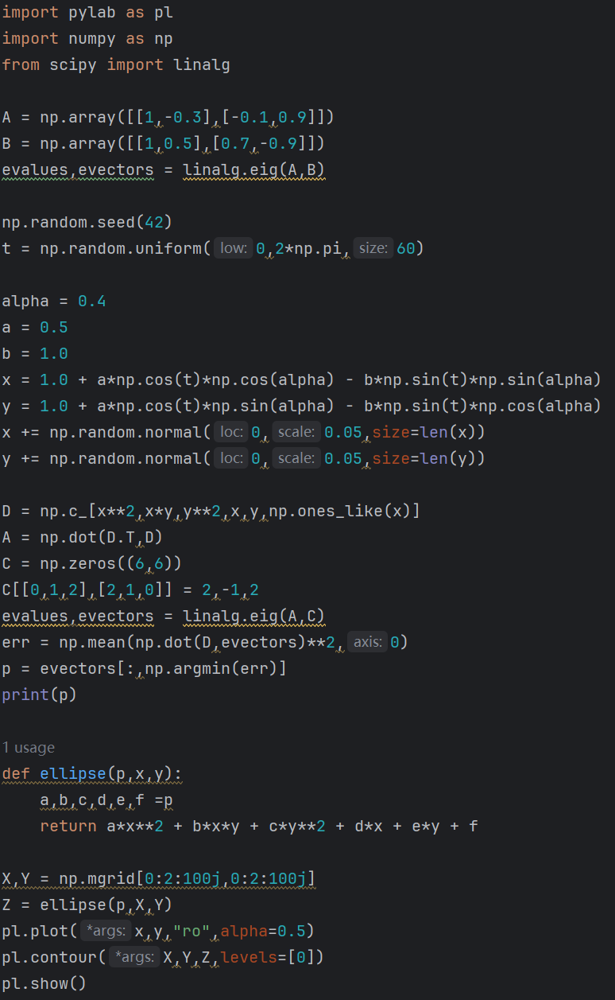 import pylab as pl
import numpy as np
from scipy import linalg
A = np.array([[1,-0.3],[-0.1,0.9]])
B = np.array([[1,0.5],[0.7,-0.9]])
evalues,evectors = linalg.eig(A,B)
np.random.seed(42)
t = np.random.uniform( low: 0,2*np.pi, size: 60)
alpha = 0.4
a = 0.5
b = 1.0
x = 1.0 + a*np.cos(t)*np.cos(alpha) - b*np.sin(t)*np.sin(alpha)
y = 1.0 + a*np.cos(t)*np.sin(alpha) - b*np.sin(t)*np.cos(alpha)
x += np.random.normal( loc: 0, scale: 0.05,size=len(x))
y += np.random.normal( loc: 0, scale: 0.05,size=len(y))
D = np.c_[x**2,x*y,y**2,x,y,np.ones_like(x)]
A = np.dot(D.T,D)
C = np.zeros((6,6))
C[[0,1,2],[2,1,0]] = 2,-1,2
evalues,evectors = linalg.eig(A,C)
err = np.mean(np.dot(D,evectors)**2, axis: 0)
p = evectors[:,np.argmin(err)]
print(p)
1 usage
def ellipse(p,x,y):
    a,b,c,d,e,f =p
    return a*x**2 + b*x*y + c*y**2 + d*x + e*y + f
X,Y = np.mgrid[0:2:100j,0:2:100j]
Z = ellipse(p,X,Y)
pl.plot( *args: x,y,"ro",alpha=0.5)
pl.contour( *args: X,Y,Z,levels=[0])
pl.show()